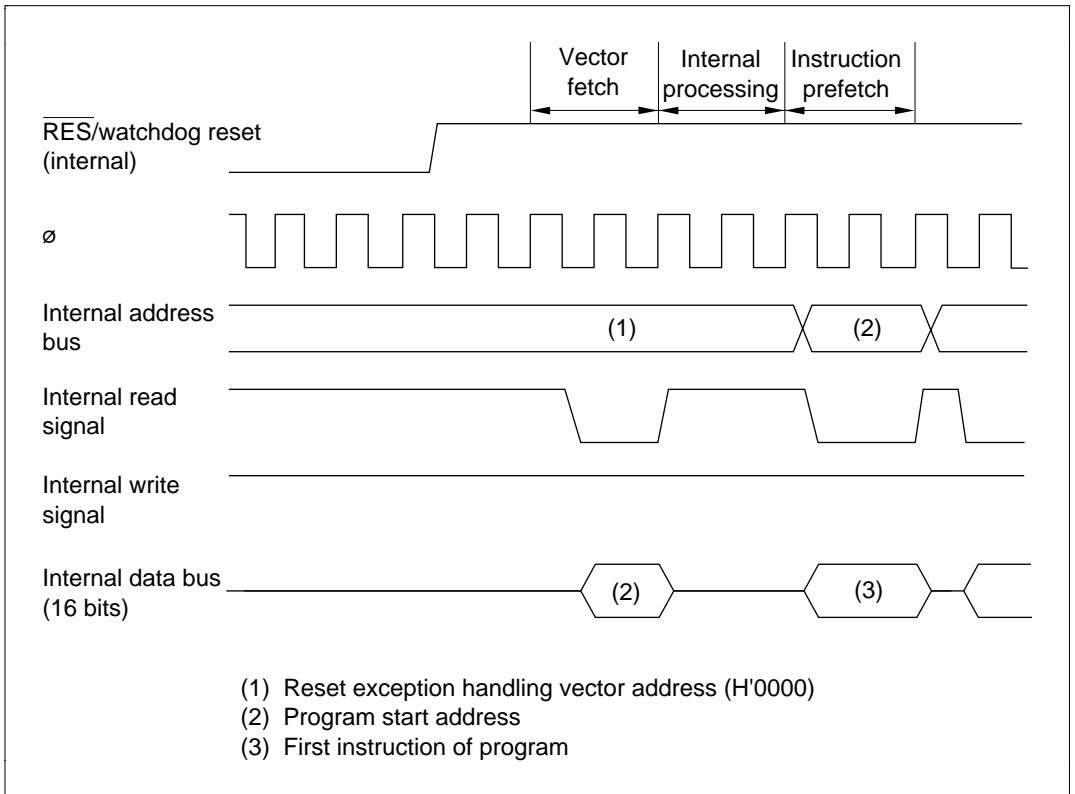 Vector fetch
Internal processing
Instruction prefetch
RES/watchdog reset
(internal)
ø
Internal address
bus
(1)
(2)
Internal read
signal
Internal write
signal
Internal data bus
(16 bits)
(2)
(3)
(1) Reset exception handling vector address (H'0000)
(2) Program start address
(3) First instruction of program